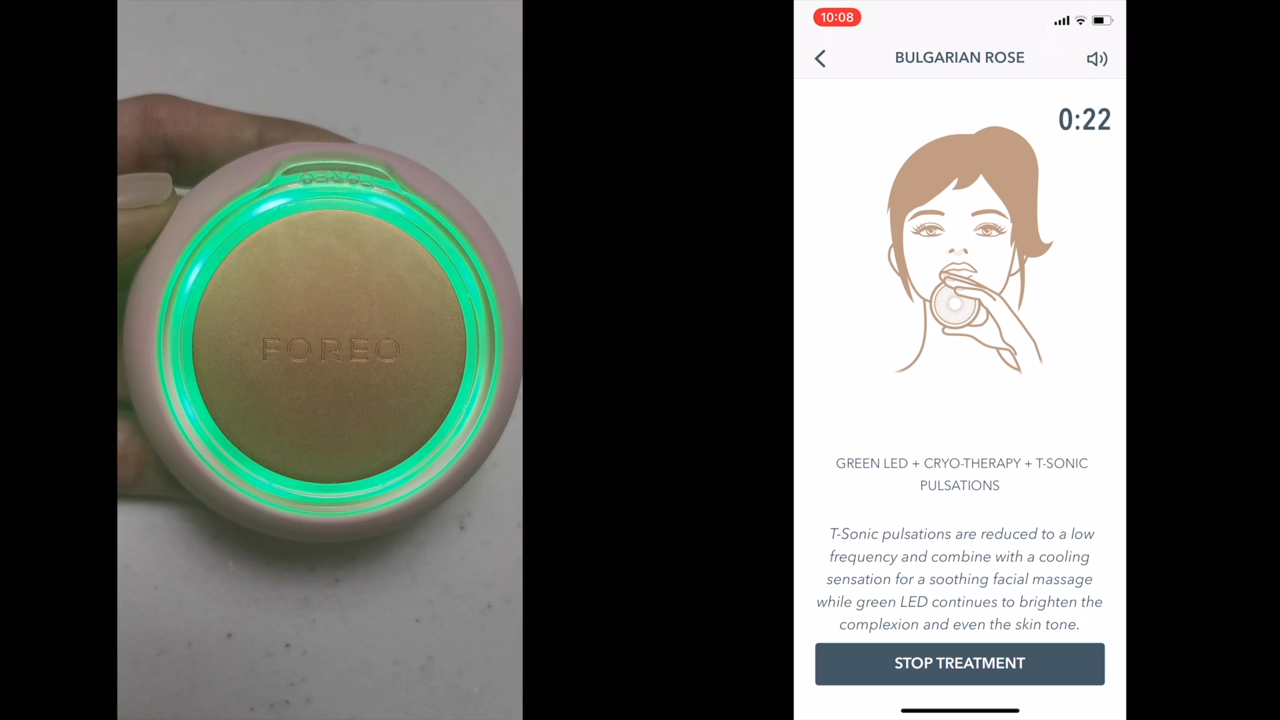 FOREO
10:08
BULGARIAN ROSE
0:22
GREEN LED + CRYO-THERAPY + T-SONIC
PULSATIONS
T-Sonic pulsations are reduced to a low
frequency and combine with a cooling
sensation for a soothing facial massage
while green LED continues to brighten the
complexion and even the skin tone.
STOP TREATMENT